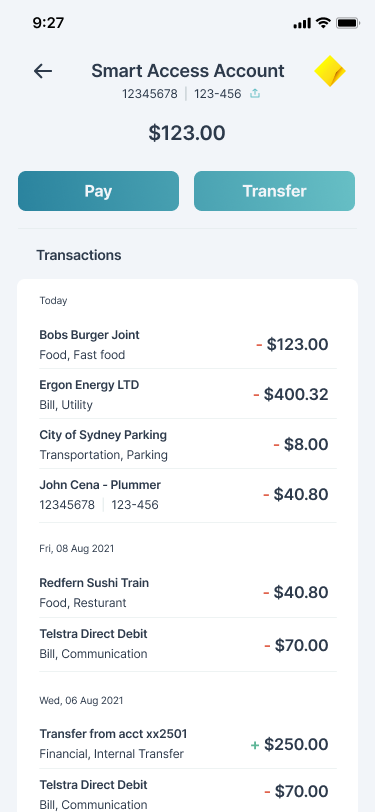 9:27
Smart Access Account
12345678 | 123-456
$123.00
Pay
Transfer
Transactions
Today
Bobs Burger Joint
Food, Fast food
- $123.00
Ergon Energy LTD
Bill, Utility
- $400.32
City of Sydney Parking
Transportation, Parking
- $8.00
John Cena - Plummer
12345678 | 123-456
- $40.80
Fri, 08 Aug 2021
Redfern Sushi Train
Food, Resturant
- $40.80
Telstra Direct Debit
Bill, Communication
- $70.00
Wed, 06 Aug 2021
Transfer from acct xx2501
Financial, Internal Transfer
+ $250.00
Telstra Direct Debit
Bill, Communication
- $70.00